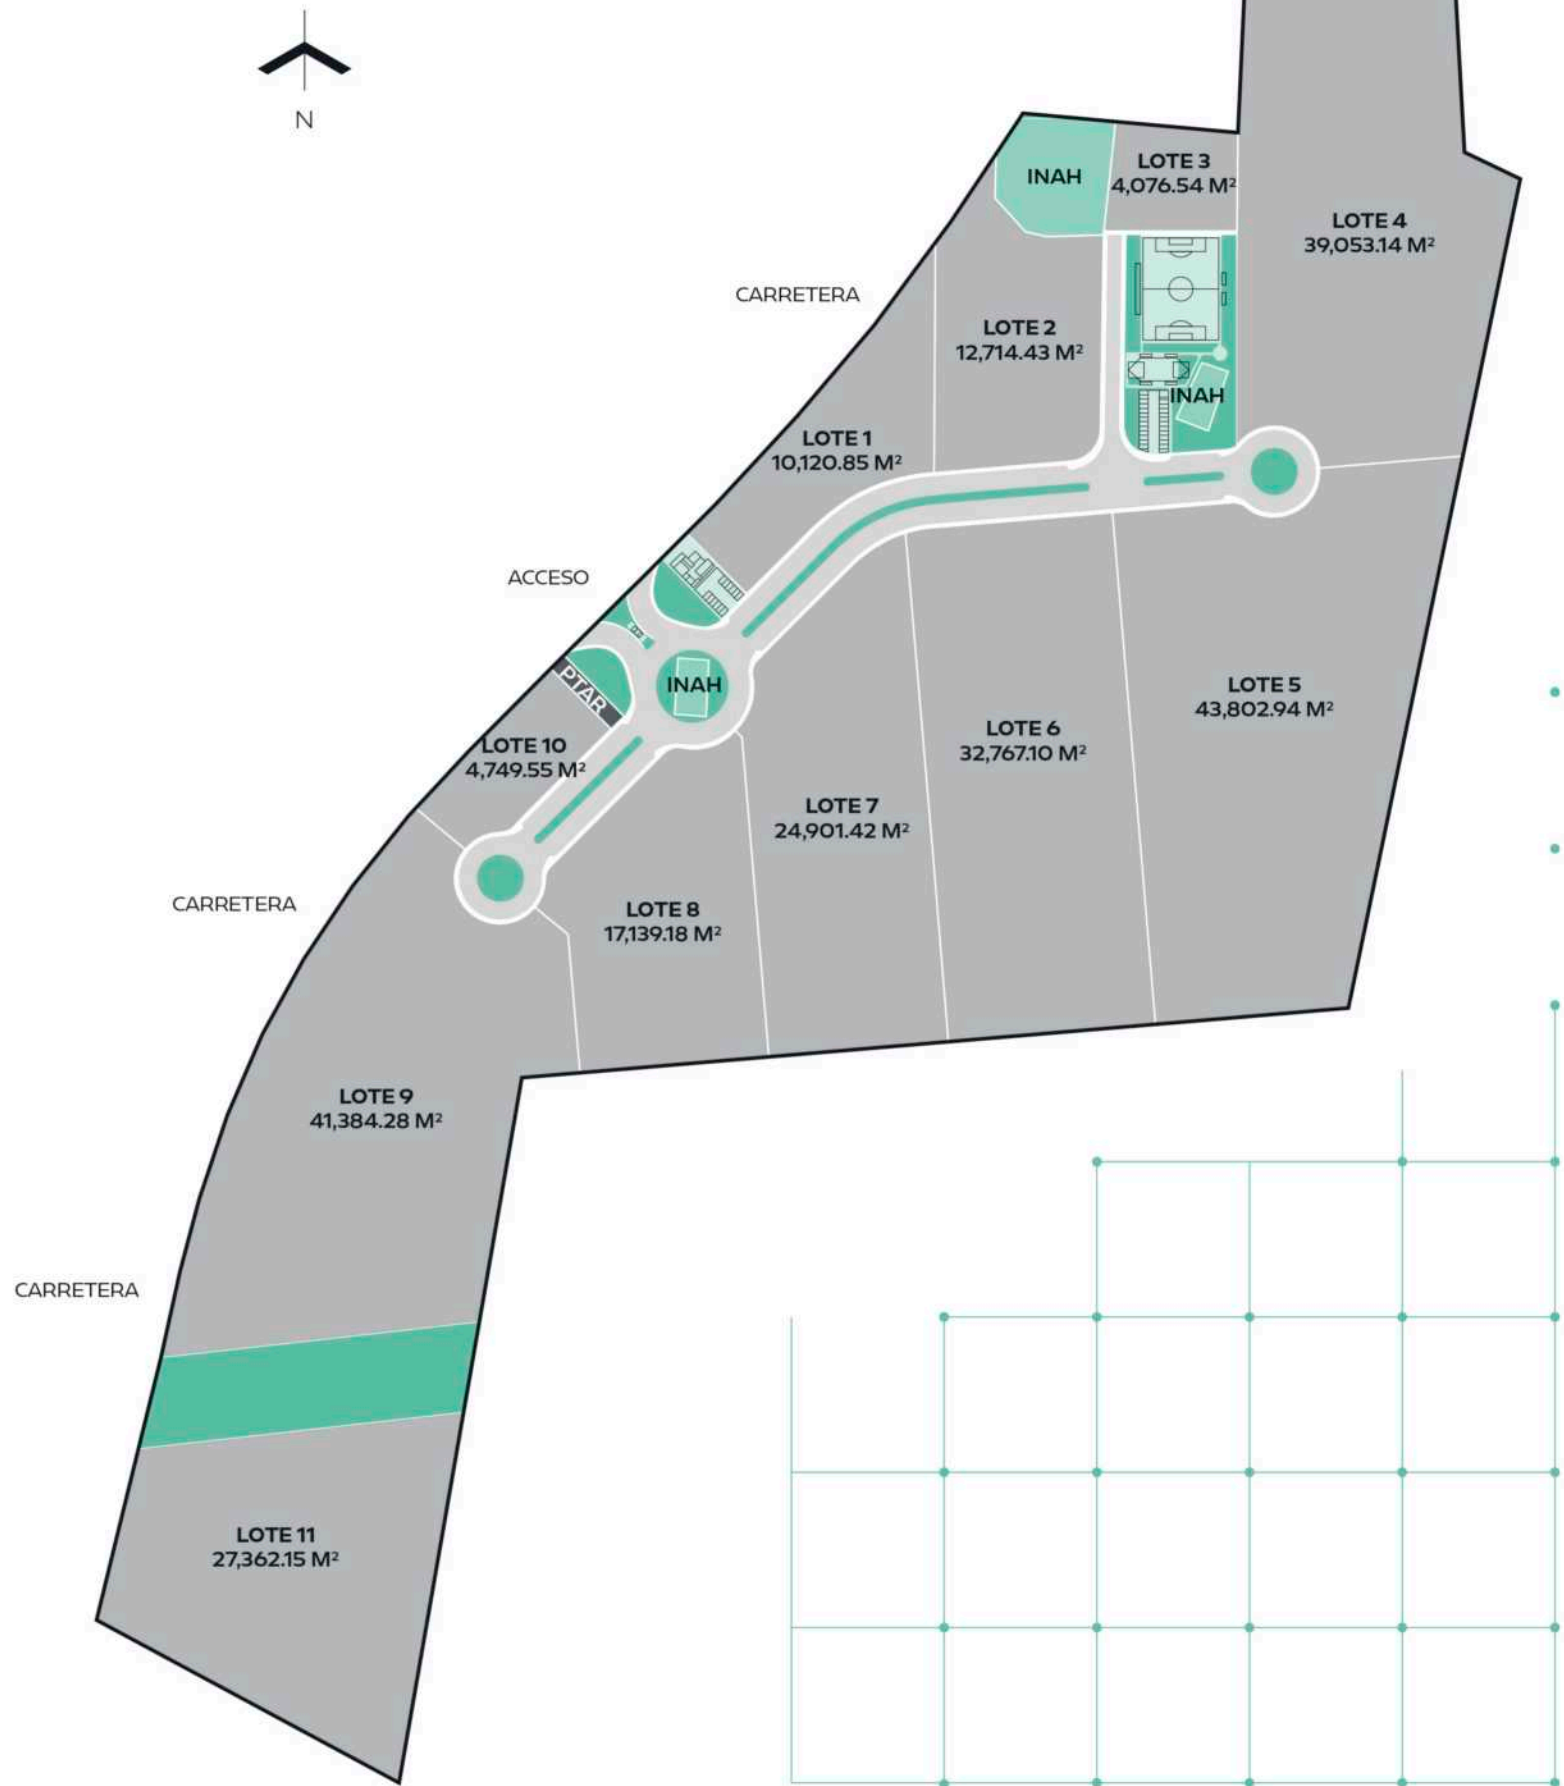 N
INAH
LOTE 3
4,076.54 M²
LOTE 4
39,053.14 M²
CARRETERA
LOTE 2
12,714.43 M²
INAH
LOTE 1
10,120.85 M²
ACCESO
PTAR
INAH
LOTE 5
43,802.94 M²
LOTE 6
32,767.10 M²
LOTE 10
4,749.55 M²
LOTE 7
24,901.42 M²
CARRETERA
LOTE 8
17,139.18 M²
LOTE 9
41,384.28 M²
CARRETERA
LOTE 11
27,362.15 M²